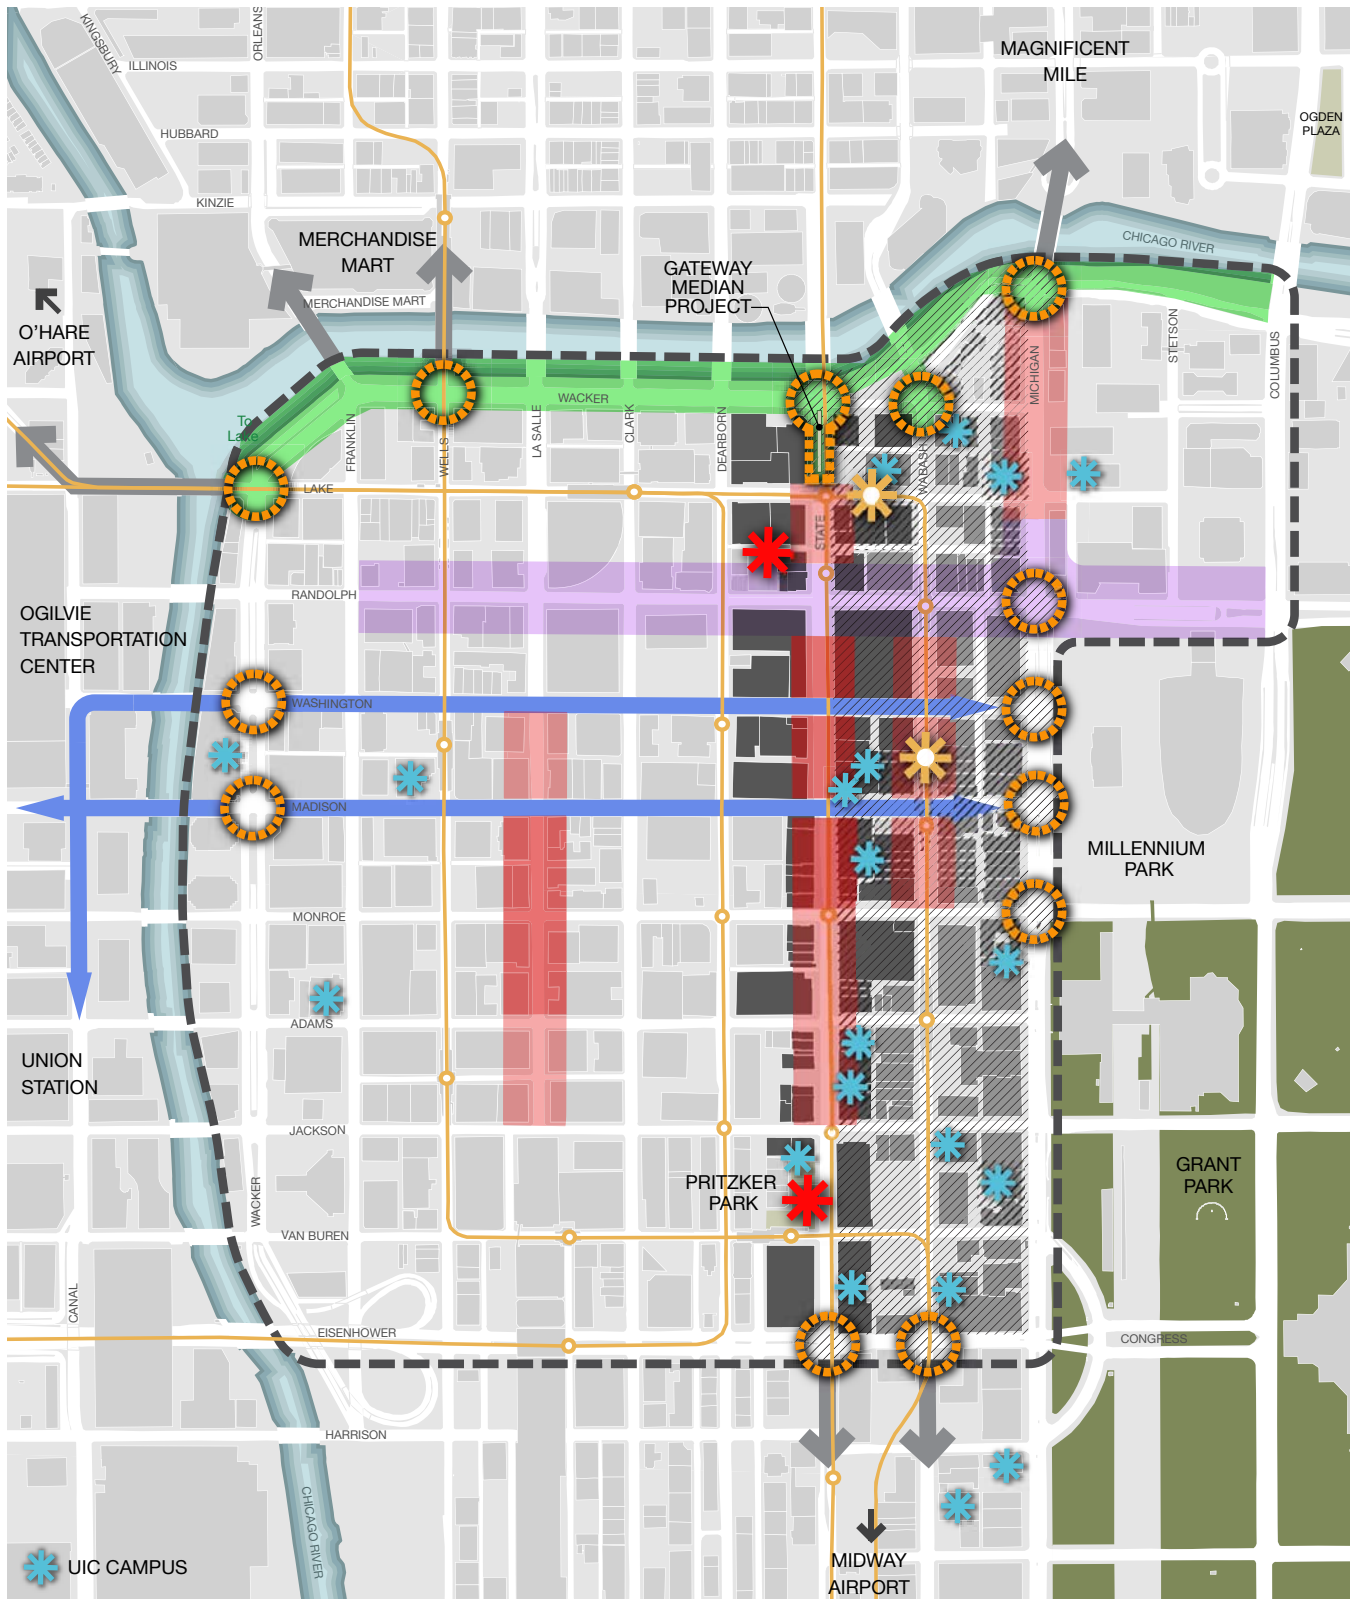 KINGSBURY
ORLEANS
ILLINOIS
HUBBARD
KINZIE
MAGNIFICENT
MILE
OGDEN
PLAZA
CHICAGO RIVER
MERCHANDISE
MART
MERCHANDISE MART
GATEWAY
MEDIAN
PROJECT
O'HARE
AIRPORT
To
Lake
FRANKLIN
WELLS
LA SALLE
CLARK
DEARBORN
WACKER
STATE
WABASH
MICHIGAN
STETSON
COLUMBUS
LAKE
RANDOLPH
OGILVIE
TRANSPORTATION
CENTER
WASHINGTON
MADISON
MILLENNIUM
PARK
MONROE
ADAMS
UNION
STATION
JACKSON
WACKER
PRITZKER
PARK
GRANT
PARK
VAN BUREN
CANAL
EISENHOWER
CONGRESS
HARRISON
CHICAGO RIVER
UIC CAMPUS
MIDWAY
AIRPORT